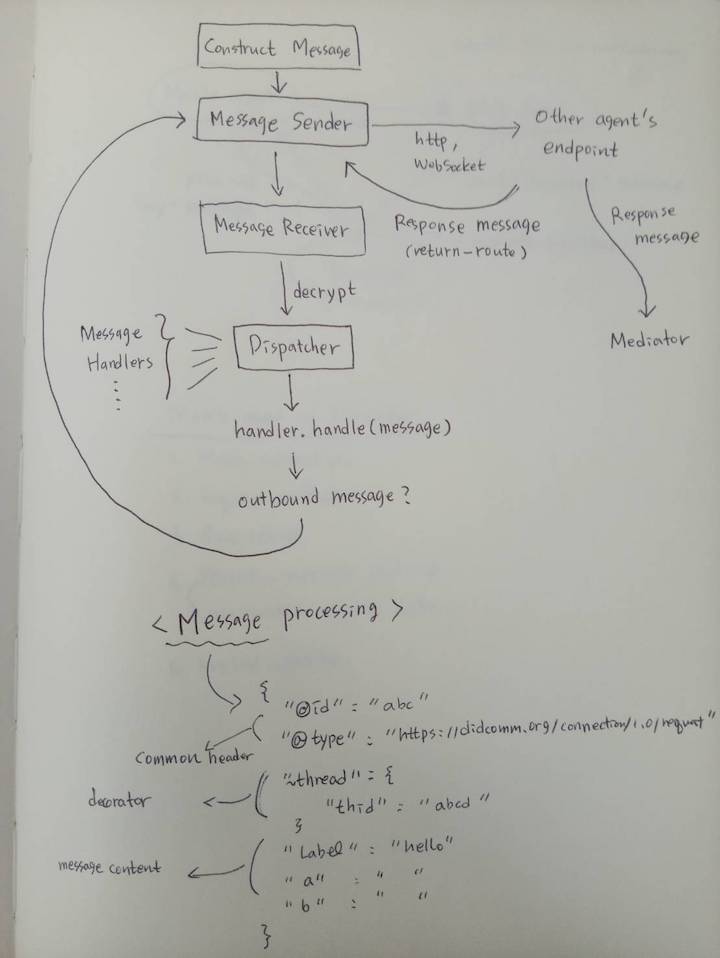 Construct Message
Message Sender
http,
WebSocket
Other agent's
endpoint
Message Receiver
Response message
(return-route)
Response
message
Mediator
decrypt
Message
Handlers
Dispatcher
handler.handle(message)
outbound message?
< Message processing >
{
"@id" : "abc"
"@type" : "https://didcomm.org/connection/1.0/request"
Common header
"~thread" : {
"thid" : "abcd"
}
decorator
"Label" : "hello"
"a" : " "
"b" : " "
message content
}